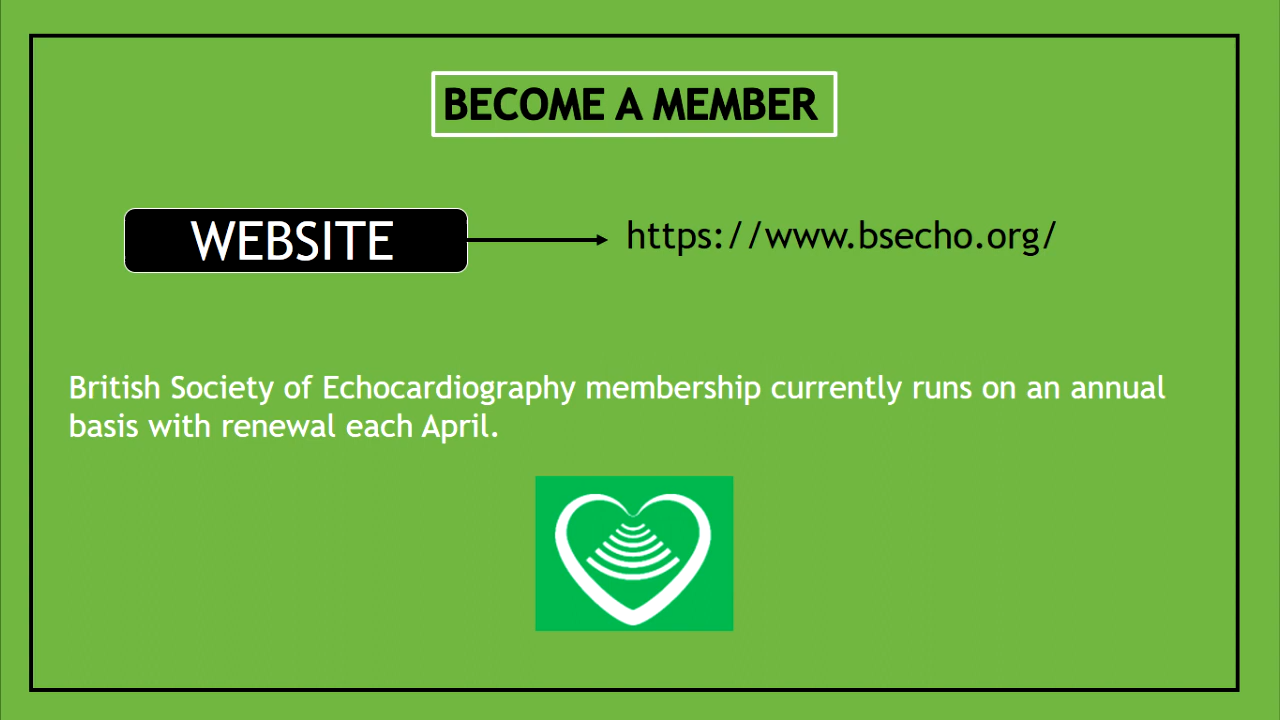 BECOME A MEMBER
WEBSITE
https://www.bsecho.org/
British Society of Echocardiography membership currently runs on an annual
basis with renewal each April.